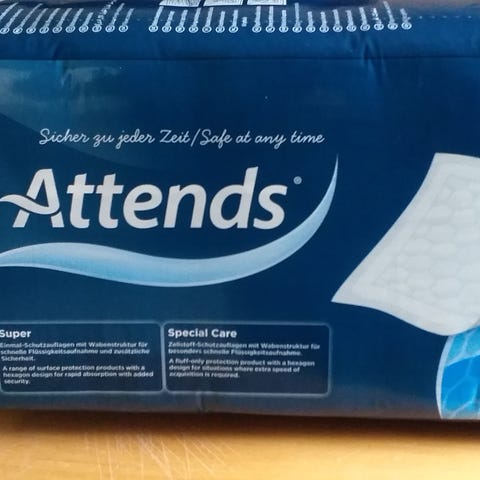 Sicher zu jeder Zeit/Safe at any time
Attends®
Super
Einmal-Schutzauflagen mit Wabenstruktur für
schnelle Flüssigkeitsaufnahme und zusätzliche
Sicherheit.
A range of surface protection products with a
hexagon design for rapid absorption with added
security.
Special Care
Zellstoff-Schutzauflagen mit Wabenstruktur für
besonders schnelle Flüssigkeitsaufnahme.
A fluff-only protection product with a hexagon
design for situations where extra speed of
acquisition is required.